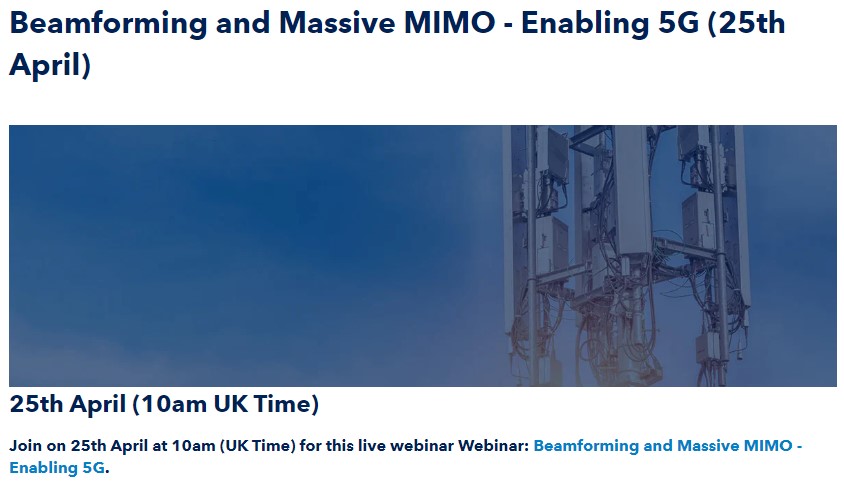 Beamforming and Massive MIMO - Enabling 5G (25th
April)
25th April (10am UK Time)
Join on 25th April at 10am (UK Time) for this live webinar Webinar: Beamforming and Massive MIMO -
Enabling 5G.